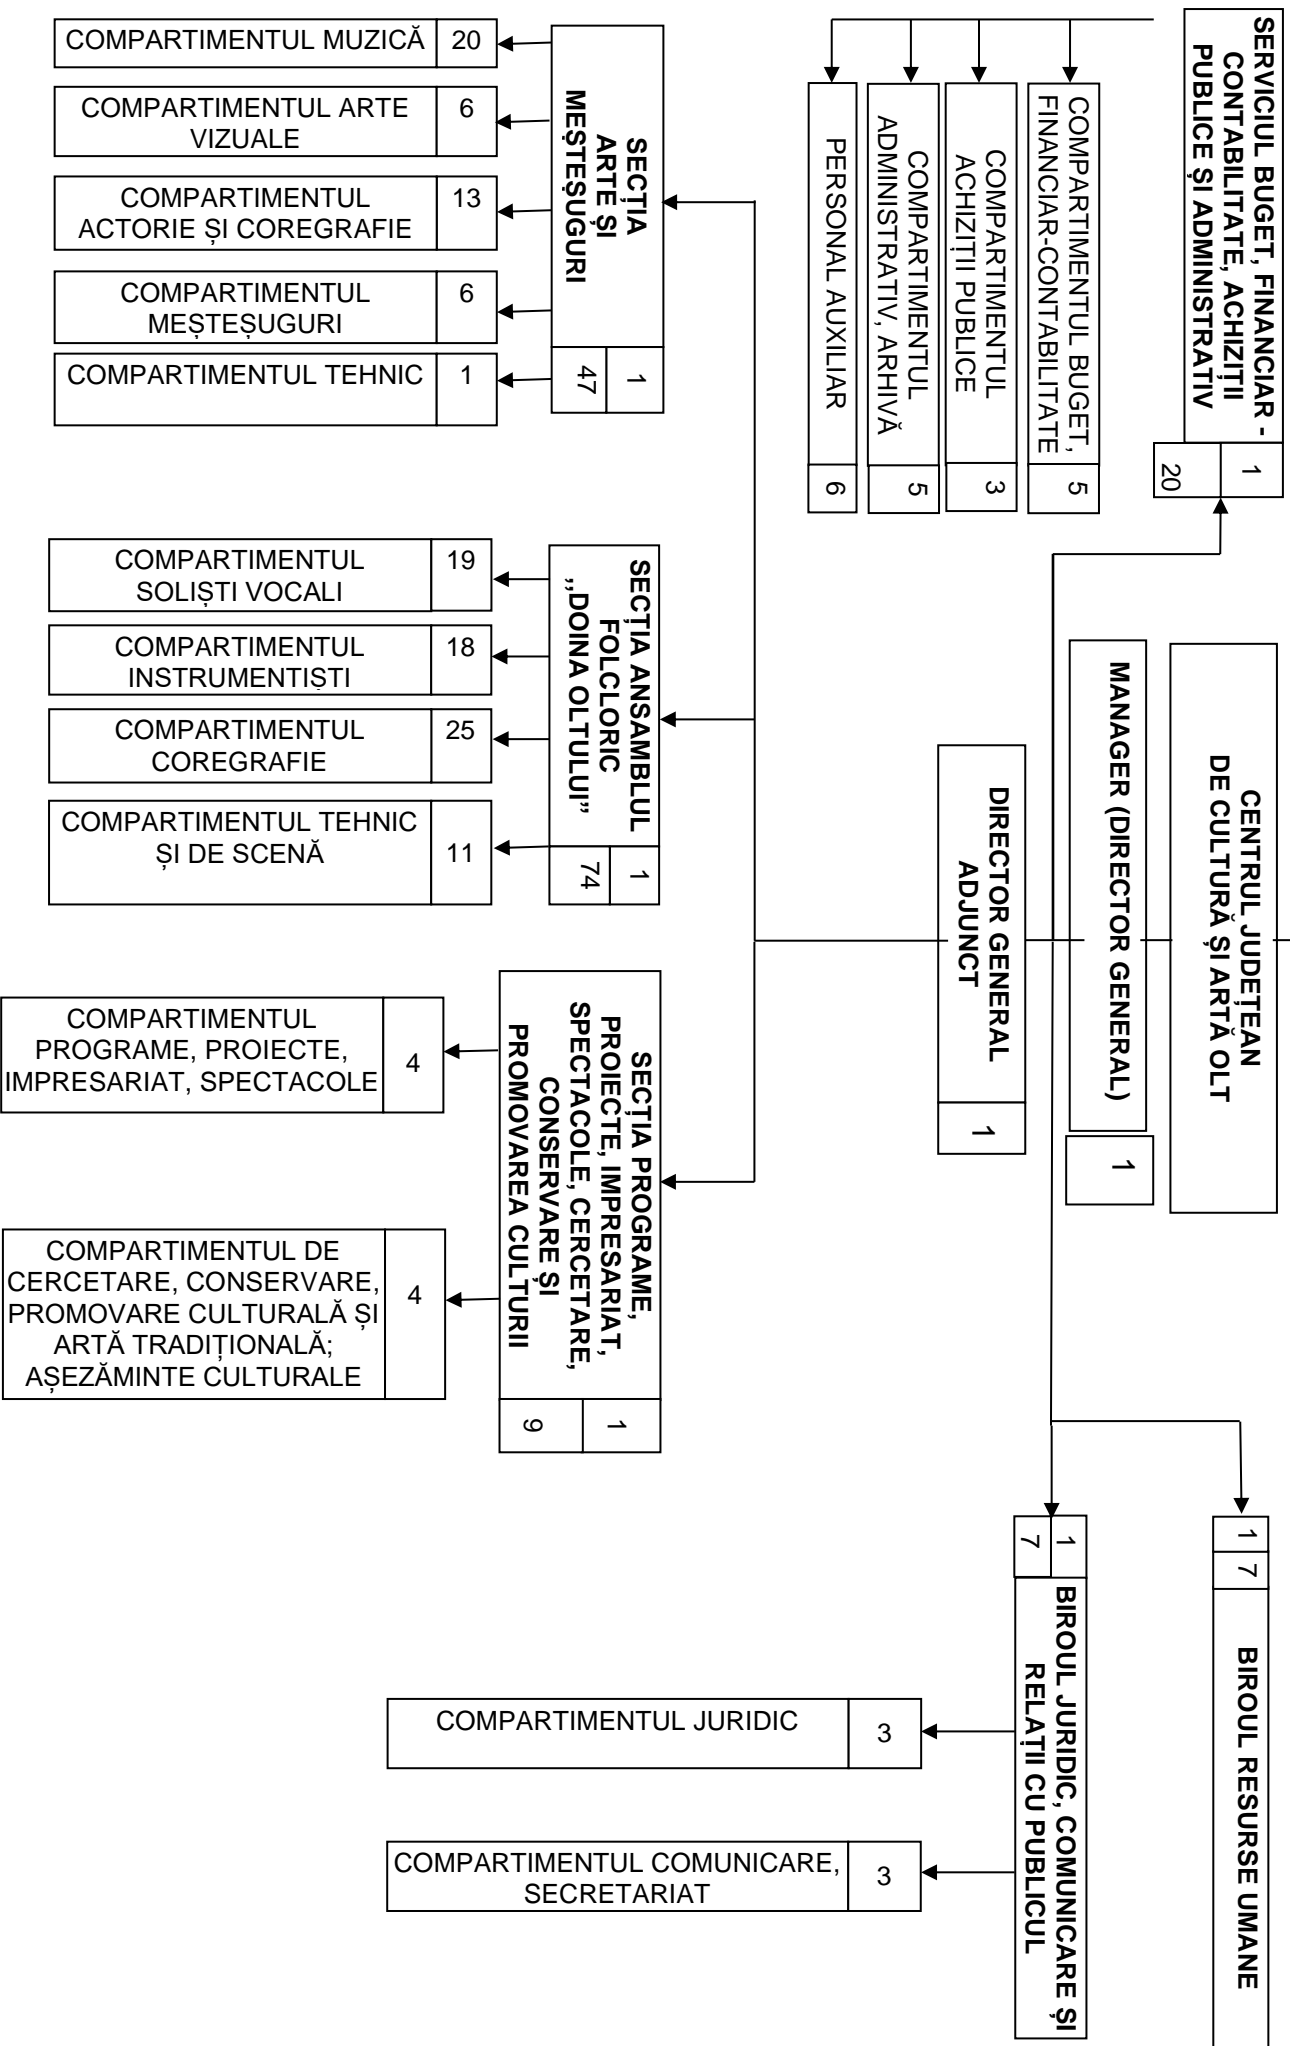 CENTRUL JUDEȚEAN
DE CULTURĂ ȘI ARTĂ OLT
MANAGER (DIRECTOR GENERAL)
1
DIRECTOR GENERAL
ADJUNCT
1
SERVICIUL BUGET, FINANCIAR -
CONTABILITATE, ACHIZIȚII
PUBLICE ȘI ADMINISTRATIV
1
20
COMPARTIMENTUL BUGET,
FINANCIAR-CONTABILITATE
5
COMPARTIMENTUL
ACHIZIȚII PUBLICE
3
COMPARTIMENTUL
ADMINISTRATIV, ARHIVĂ
5
PERSONAL AUXILIAR
6
BIROUL RESURSE UMANE
1
7
BIROUL JURIDIC, COMUNICARE ȘI
RELAȚII CU PUBLICUL
1
7
COMPARTIMENTUL JURIDIC
3
COMPARTIMENTUL COMUNICARE,
SECRETARIAT
3
SECȚIA
ARTE ȘI
MEȘTEȘUGURI
1
47
COMPARTIMENTUL MUZICĂ
20
COMPARTIMENTUL ARTE
VIZUALE
6
COMPARTIMENTUL
ACTORIE ȘI COREGRAFIE
13
COMPARTIMENTUL
MEȘTEȘUGURI
6
COMPARTIMENTUL TEHNIC
1
SECȚIA ANSAMBLUL
FOLCLORIC
,,DOINA OLTULUI”
1
74
COMPARTIMENTUL
SOLIȘTI VOCALI
19
COMPARTIMENTUL
INSTRUMENTIȘTI
18
COMPARTIMENTUL
COREGRAFIE
25
COMPARTIMENTUL TEHNIC
ȘI DE SCENĂ
11
SECȚIA PROGRAME,
PROIECTE, IMPRESARIAT,
SPECTACOLE, CERCETARE,
CONSERVARE ȘI
PROMOVAREA CULTURII
1
9
COMPARTIMENTUL
PROGRAME, PROIECTE,
IMPRESARIAT, SPECTACOLE
4
COMPARTIMENTUL DE
CERCETARE, CONSERVARE,
PROMOVARE CULTURALĂ ȘI
ARTĂ TRADIȚIONALĂ;
AȘEZĂMINTE CULTURALE
4